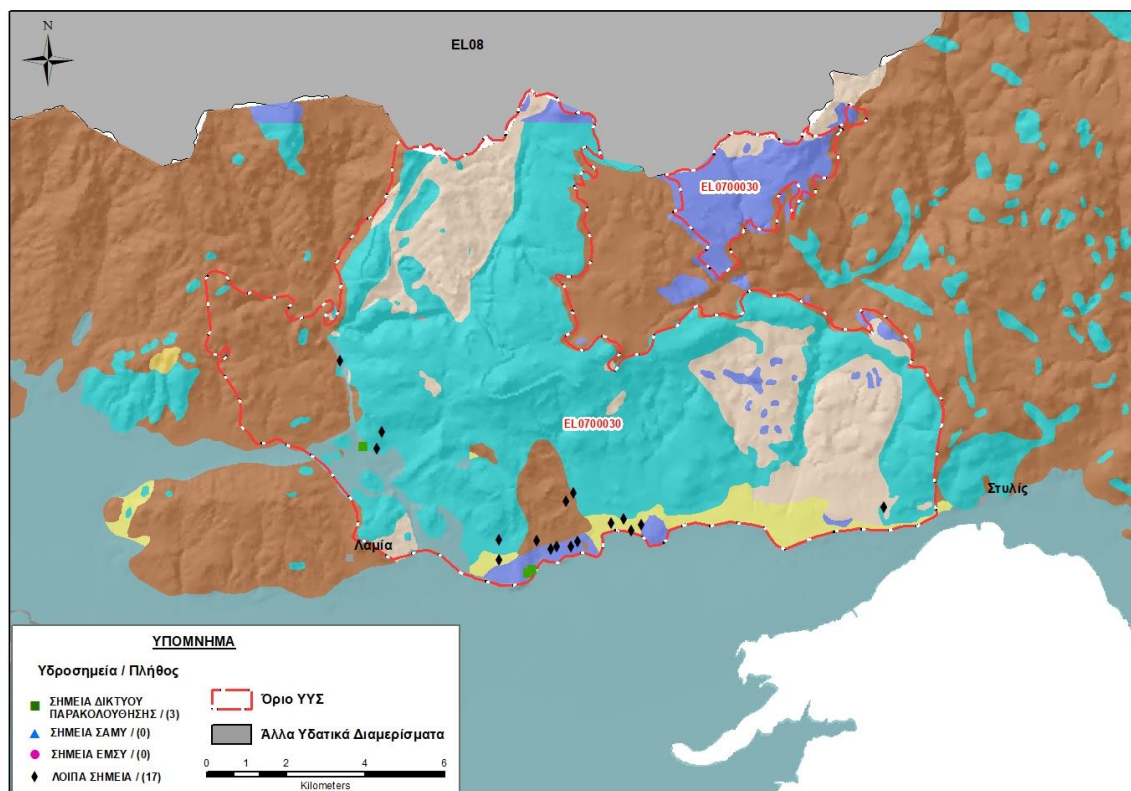 N
EL08
EL0700030
EL0700030
Στυλίς
Λαμία
ΥΠΟΜΝΗΜΑ
Υδροσημεία / Πλήθος
ΣΗΜΕΙΑ ΔΙΚΤΥΟΥ
ΠΑΡΑΚΟΛΟΥΘΗΣΗΣ / (3)
ΣΗΜΕΙΑ ΣΑΜΥ / (0)
ΣΗΜΕΙΑ ΕΜΣΥ / (0)
ΛΟΙΠΑ ΣΗΜΕΙΑ / (17)
Όριο ΥΥΣ
Άλλα Υδατικά Διαμερίσματα
0 1 2 4 6
Kilometers